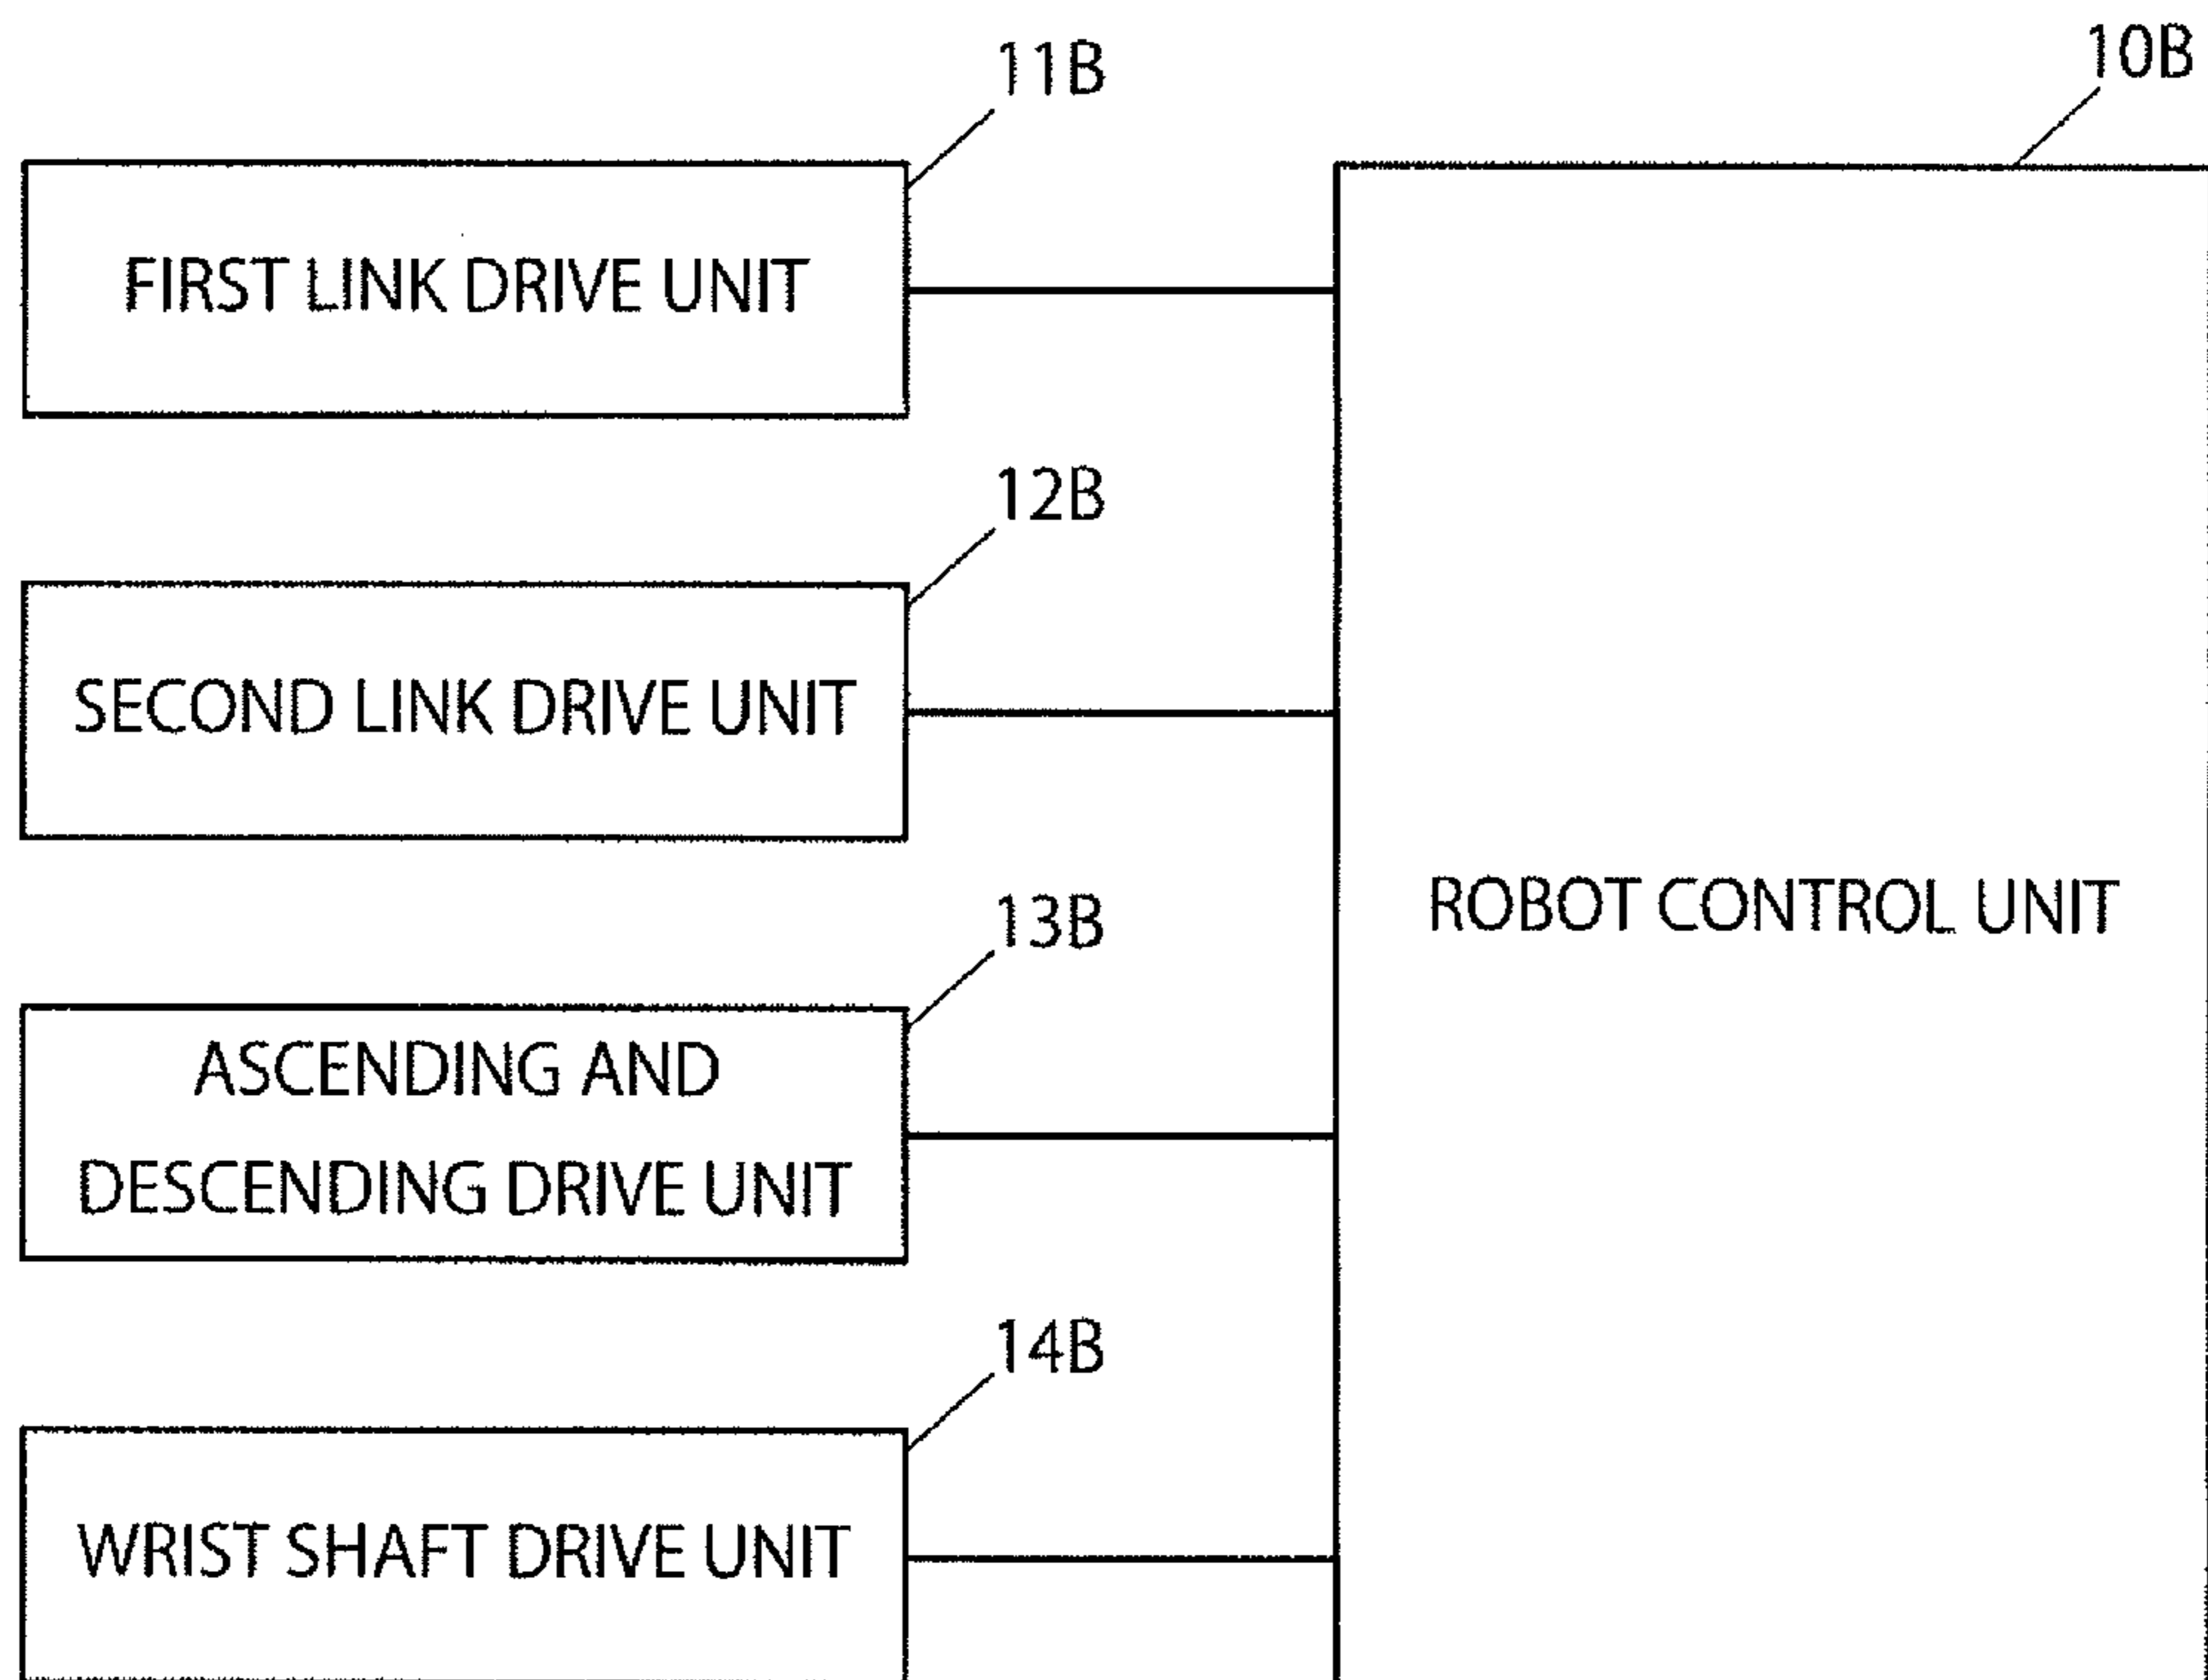 10B
11B
FIRST LINK DRIVE UNIT
12B
SECOND LINK DRIVE UNIT
ROBOT CONTROL UNIT
13B
ASCENDING AND
DESCENDING DRIVE UNIT
14B
WRIST SHAFT DRIVE UNIT